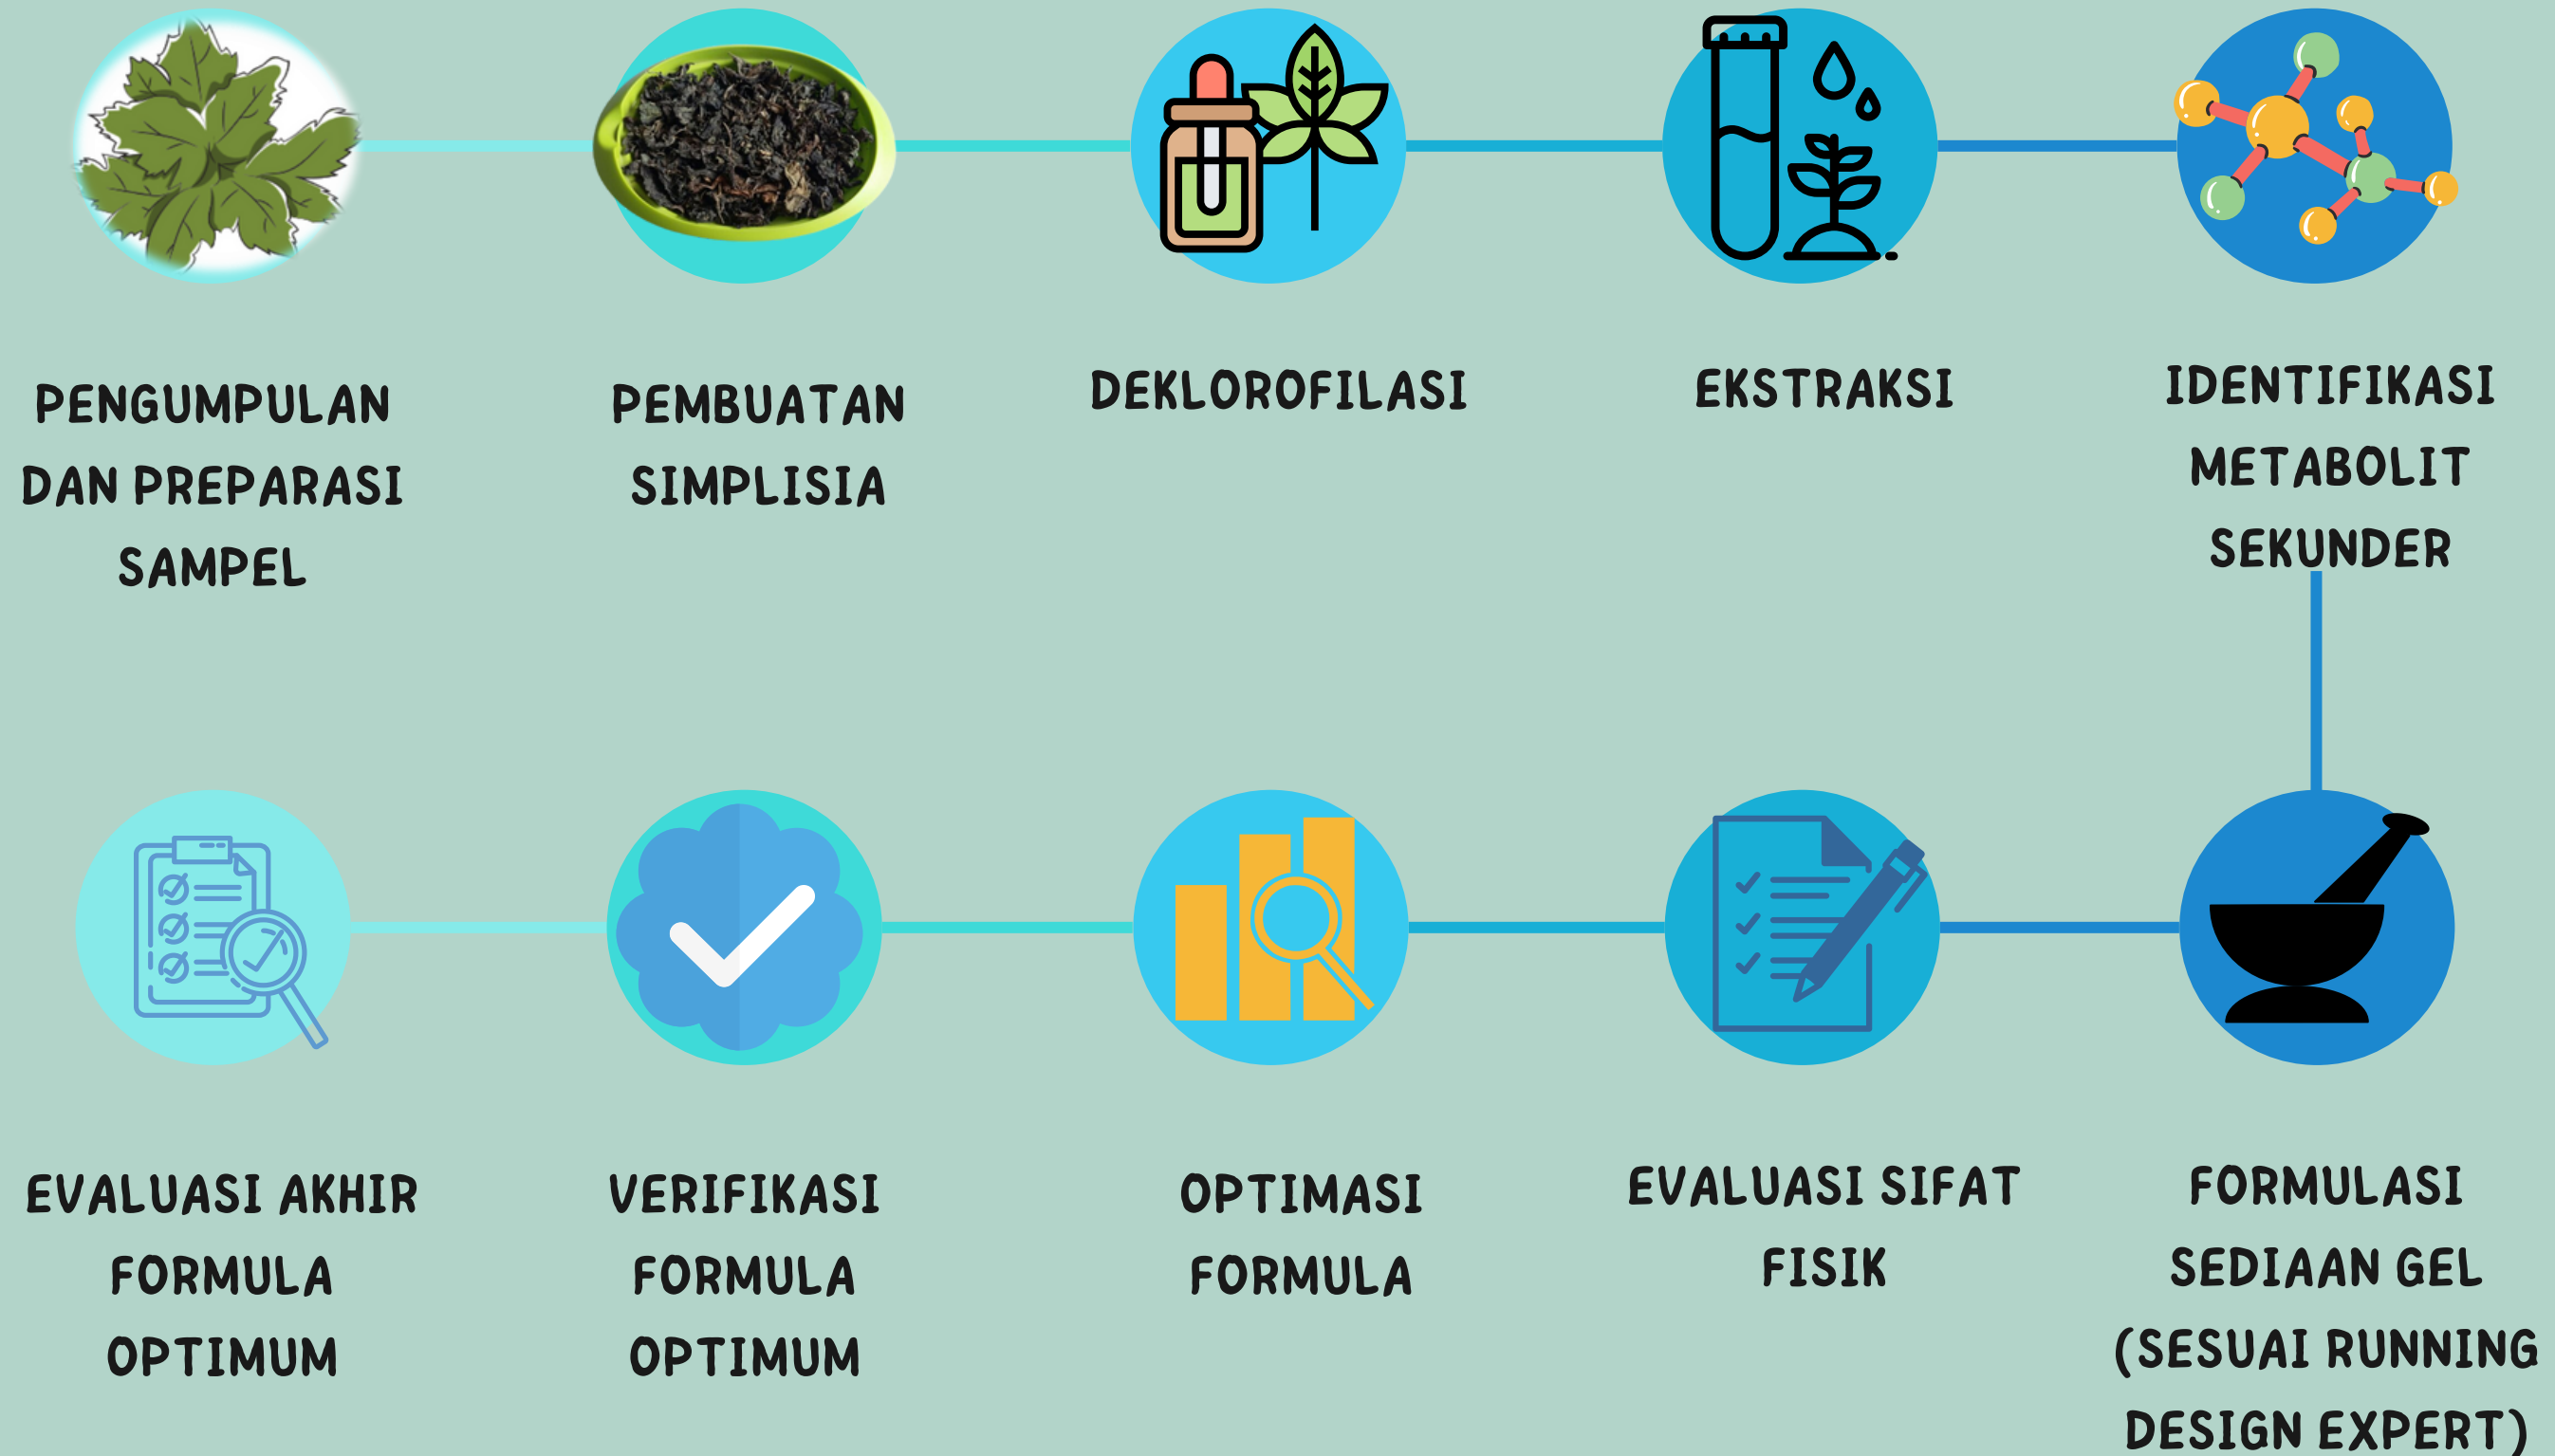 PENGUMPULAN
DAN PREPARASI
SAMPEL
PEMBUATAN
SIMPLISIA
DEKLOROFILASI
EKSTRAKSI
IDENTIFIKASI
METABOLIT
SEKUNDER
FORMULASI
SEDIAAN GEL
(SESUAI RUNNING
DESIGN EXPERT)
EVALUASI SIFAT
FISIK
OPTIMASI
FORMULA
VERIFIKASI
FORMULA
OPTIMUM
EVALUASI AKHIR
FORMULA
OPTIMUM